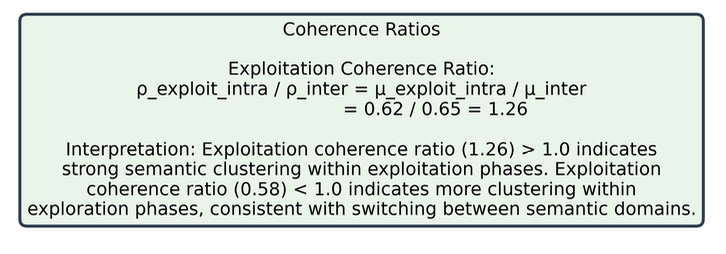 Coherence Ratios
Exploitation Coherence Ratio:
ρ_exploit_intra / ρ_inter = μ_exploit_intra / μ_inter
= 0.62 / 0.65 = 1.26
Interpretation: Exploitation coherence ratio (1.26) > 1.0 indicates
strong semantic clustering within exploitation phases. Exploitation
coherence ratio (0.58) < 1.0 indicates more clustering within
exploration phases, consistent with switching between semantic domains.